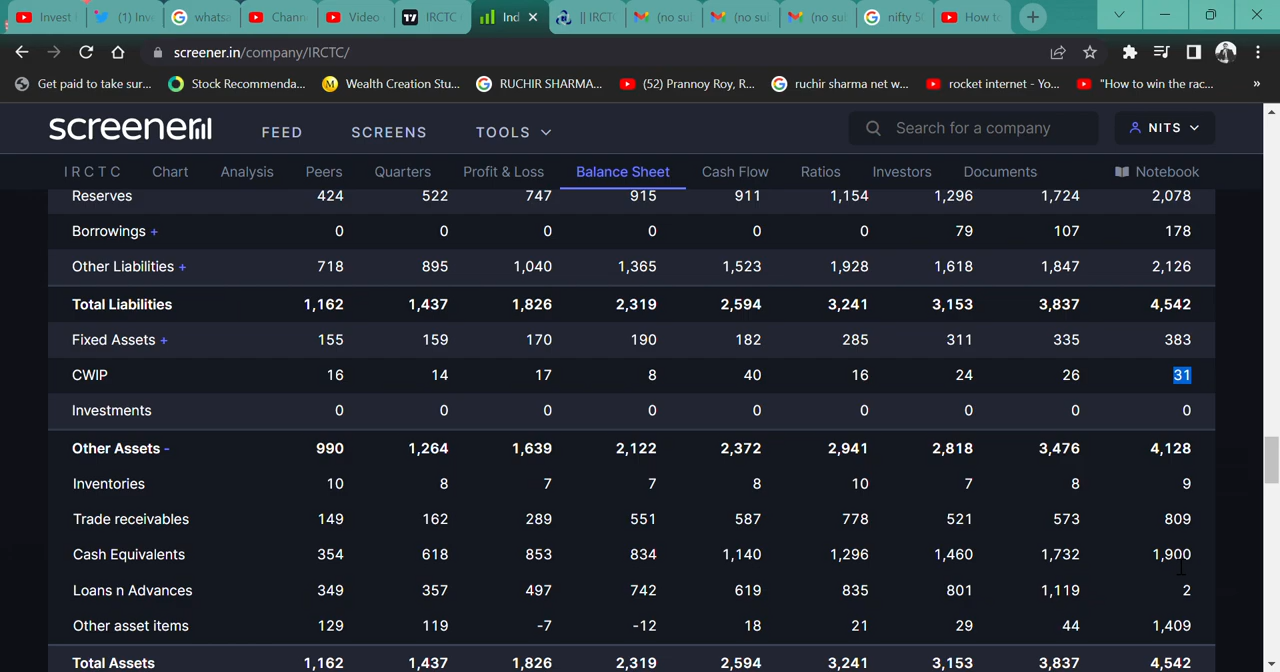 Invest (1) Inv whatsa Chann Video IRCTC Ind || IRCT (no sul (no sul (no sul nifty 50 How to
screener.in/company/IRCTC/
Get paid to take sur... Stock Recommenda... Wealth Creation Stu... RUCHIR SHARMA... (52) Prannoy Roy, R... ruchir sharma net w... rocket internet - Yo... "How to win the rac... »
screener FEED SCREENS TOOLS Search for a company NITS
I R C T C Chart Analysis Peers Quarters Profit & Loss Balance Sheet Cash Flow Ratios Investors Documents Notebook
Reserves 424 522 747 915 911 1,154 1,296 1,724 2,078
Borrowings + 0 0 0 0 0 0 79 107 178
Other Liabilities + 718 895 1,040 1,365 1,523 1,928 1,618 1,847 2,126
Total Liabilities 1,162 1,437 1,826 2,319 2,594 3,241 3,153 3,837 4,542
Fixed Assets + 155 159 170 190 182 285 311 335 383
CWIP 16 14 17 8 40 16 24 26 31
Investments 0 0 0 0 0 0 0 0 0
Other Assets - 990 1,264 1,639 2,122 2,372 2,941 2,818 3,476 4,128
Inventories 10 8 7 7 8 10 7 8 9
Trade receivables 149 162 289 551 587 778 521 573 809
Cash Equivalents 354 618 853 834 1,140 1,296 1,460 1,732 1,900
Loans n Advances 349 357 497 742 619 835 801 1,119 2
Other asset items 129 119 -7 -12 18 21 29 44 1,409
Total Assets 1,162 1,437 1,826 2,319 2,594 3,241 3,153 3,837 4,542